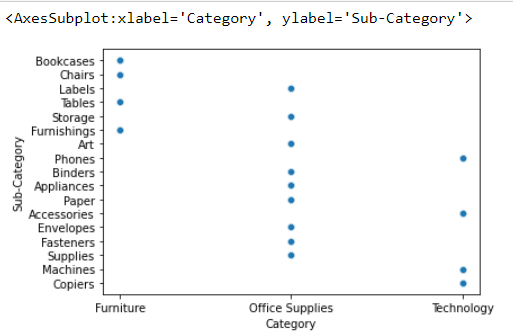 <AxesSubplot:xlabel='Category', ylabel='Sub-Category'>
Bookcases
Chairs
Labels
Tables
Storage
Furnishings
Art
Phones
Binders
Appliances
Paper
Accessories
Envelopes
Fasteners
Supplies
Machines
Copiers
Sub-Category
Furniture Office Supplies Technology
Category